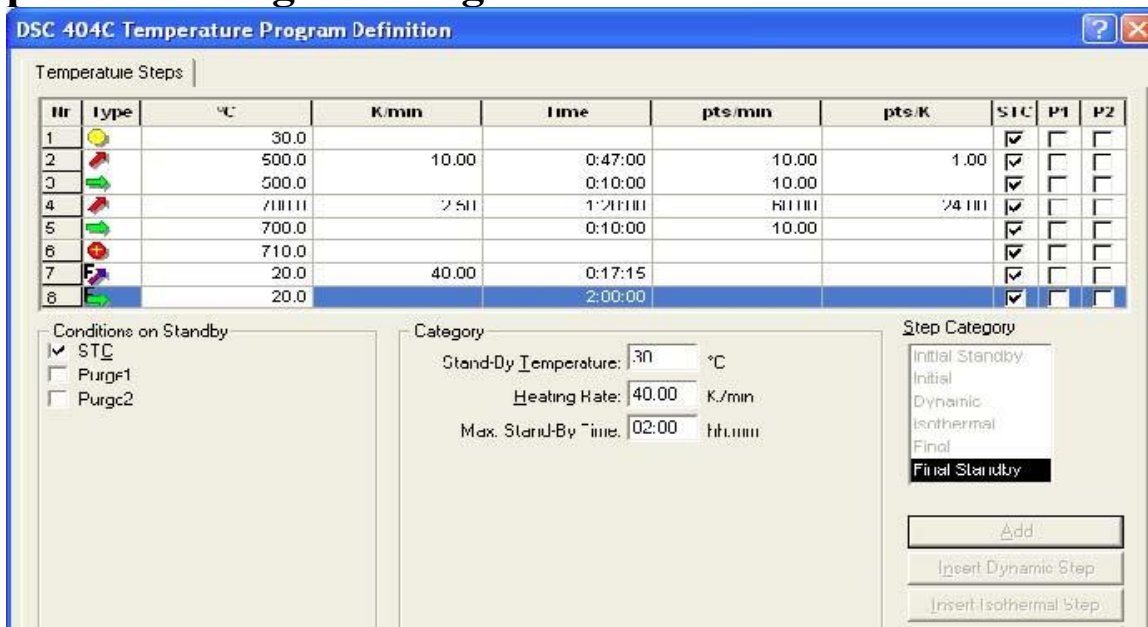 DSC 404C Temperature Program Definition
Temperature Steps
Nr Type °C K/min Time pts/min pts/K STC P1 P2
1 30.0
2 500.0 10.00 0:47:00 10.00 1.00
3 500.0 0:10:00 10.00
4 700.0 2.50 1:20:00 60.00 24.00
5 700.0 0:10:00 10.00
6 710.0
7 F 20.0 40.00 0:17:15
8 F 20.0 2:00:00
Conditions on Standby
STC
Purge1
Purge2
Category
Stand-By Temperature: 30 °C
Heating Rate: 40.00 K/min
Max. Stand-By Time: 02:00 hh:mm
Step Category
Initial Standby
Initial
Dynamic
Isothermal
Final
Final Standby
Add
Insert Dynamic Step
Insert Isothermal Step